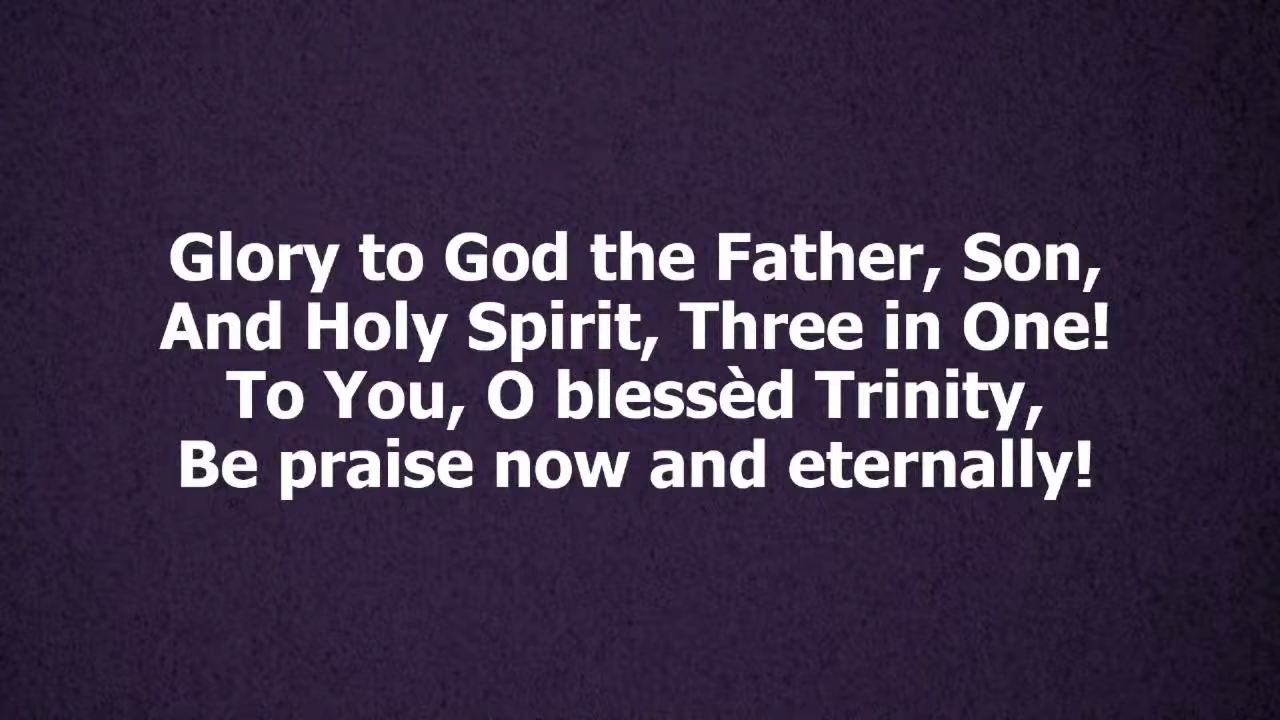 Glory to God the Father, Son,
And Holy Spirit, Three in One!
To You, O blessèd Trinity,
Be praise now and eternally!